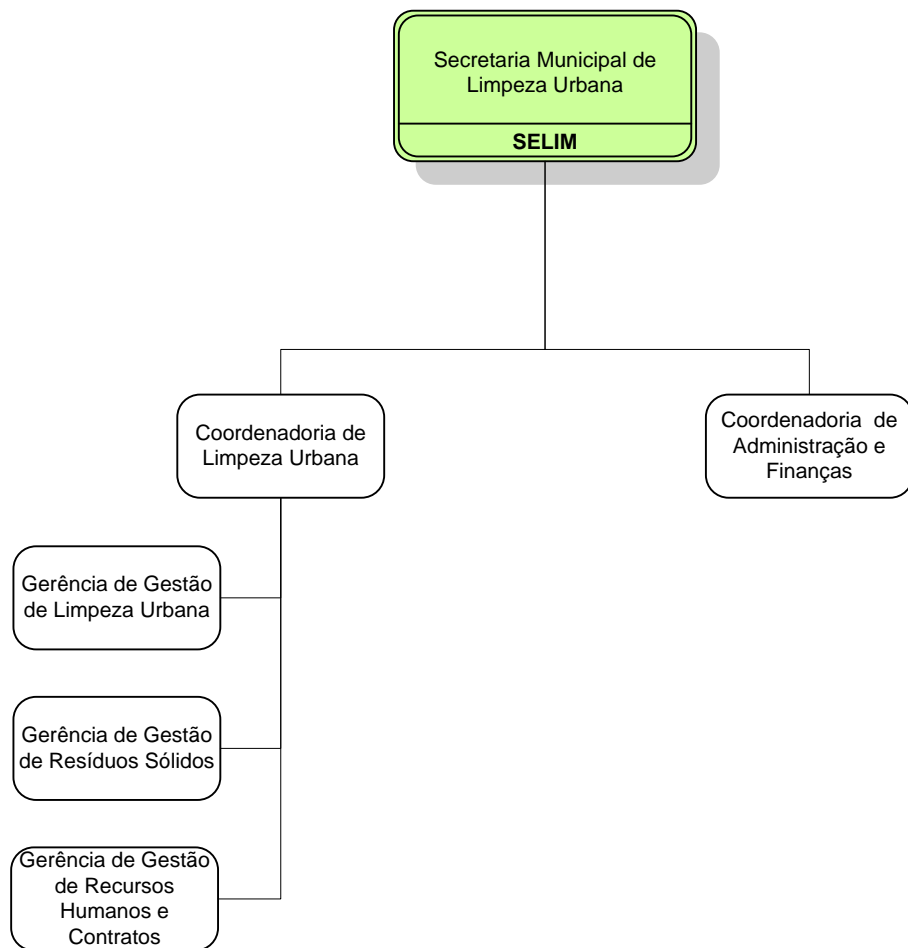 Secretaria Municipal de
Limpeza Urbana
SELIM
Coordenadoria de
Limpeza Urbana
Coordenadoria  de
Administração e
Finanças
Gerência de Gestão
de Limpeza Urbana
Gerência de Gestão
de Resíduos Sólidos
Gerência de Gestão
de Recursos
Humanos e
Contratos